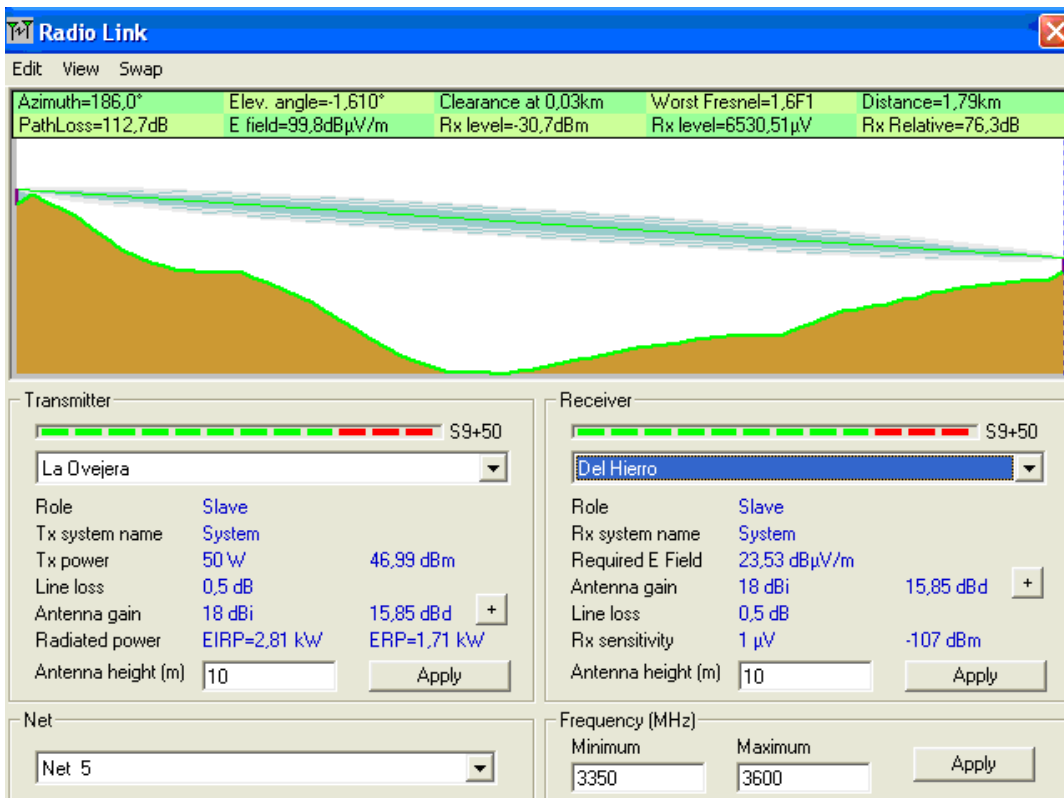 Radio Link
Edit View Swap
Azimuth=186,0° Elev. angle=-1,610° Clearance at 0,03km Worst Fresnel=1,6F1 Distance=1,79km
PathLoss=112,7dB E field=99,8dBµV/m Rx level=-30,7dBm Rx level=6530,51µV Rx Relative=76,3dB
Transmitter
S9+50
La Ovejera
Role Slave
Tx system name System
Tx power 50 W 46,99 dBm
Line loss 0,5 dB
Antenna gain 18 dBi 15,85 dBd +
Radiated power EIRP=2,81 kW ERP=1,71 kW
Antenna height (m) 10 Apply
Receiver
S9+50
Del Hierro
Role Slave
Rx system name System
Required E Field 23,53 dBµV/m
Antenna gain 18 dBi 15,85 dBd +
Line loss 0,5 dB
Rx sensitivity 1 µV -107 dBm
Antenna height (m) 10 Apply
Net
Net 5
Frequency (MHz)
Minimum Maximum
3350 3600 Apply